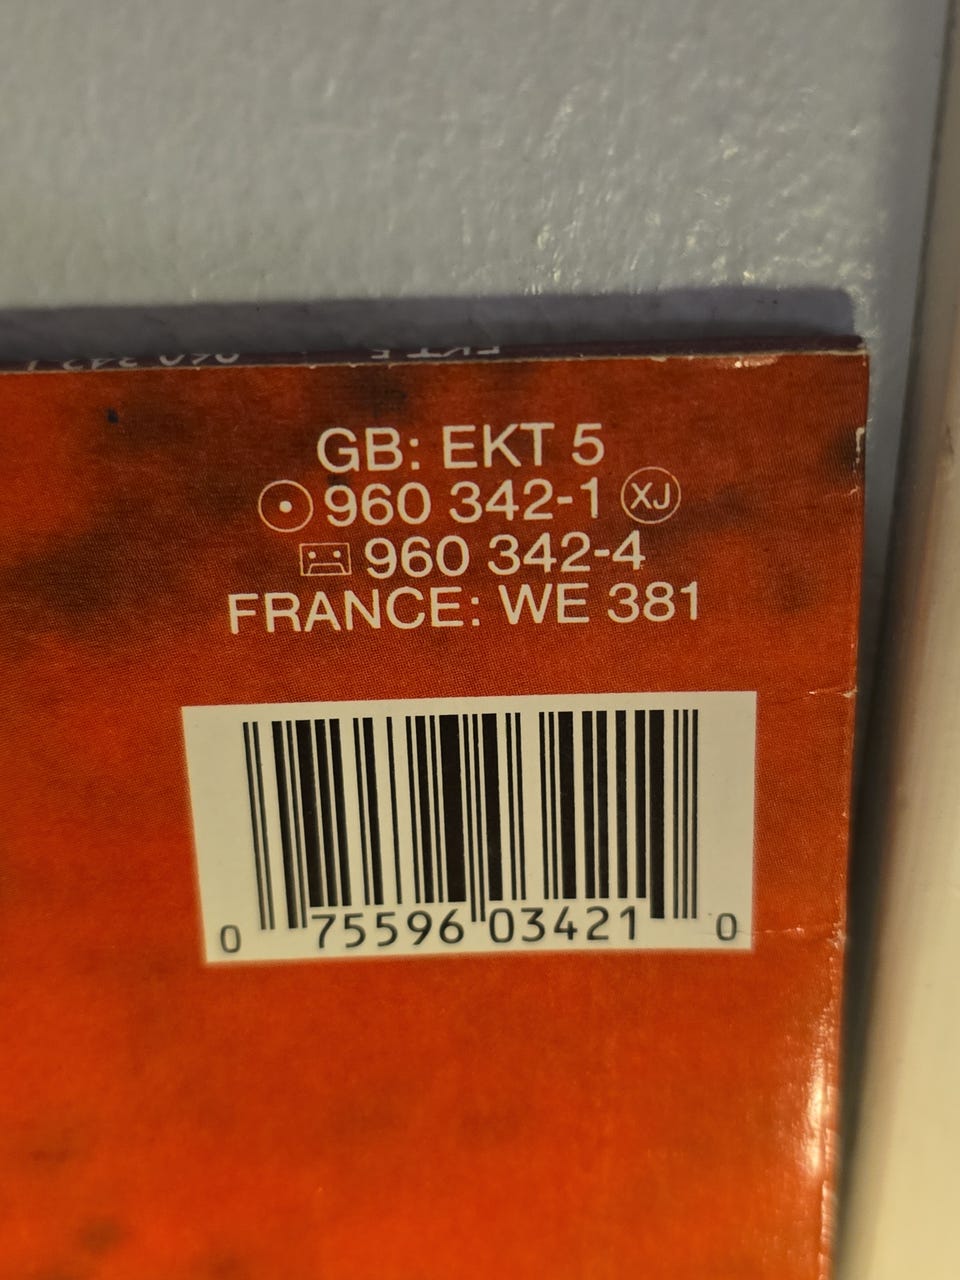 GB: EKT 5
960 342-1 XJ
960 342-4
FRANCE: WE 381
0 75596 03421 0